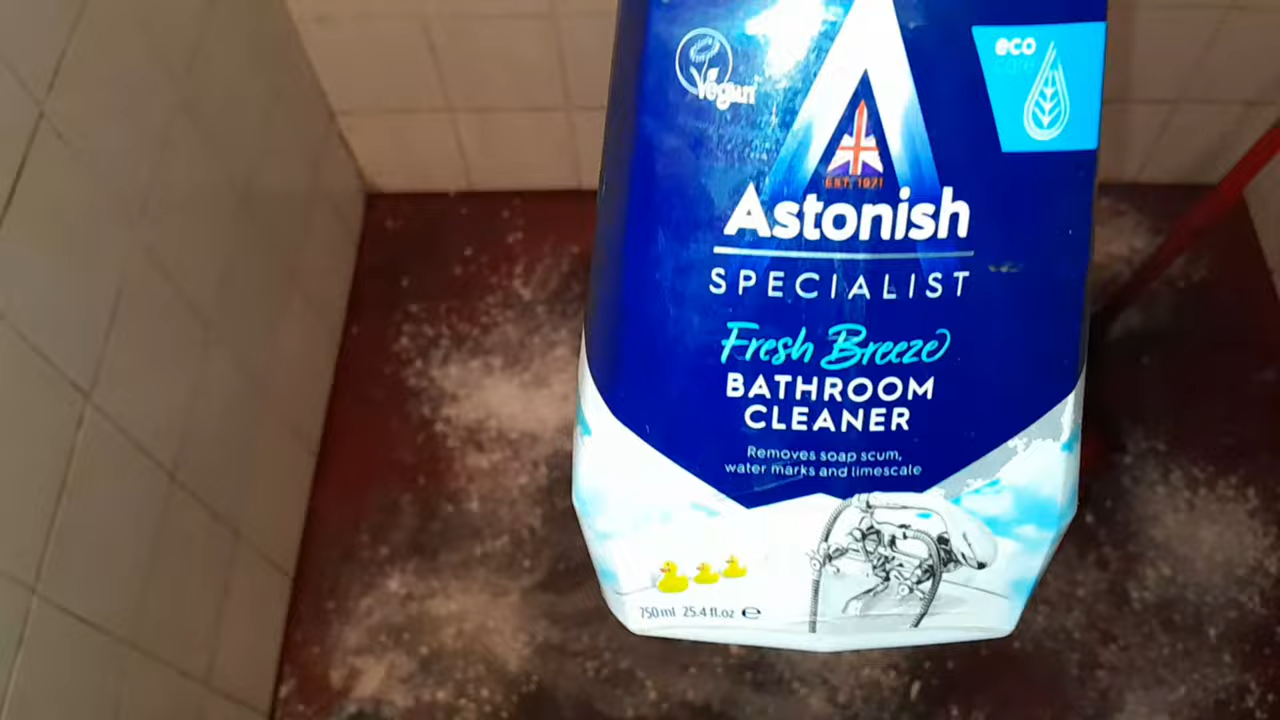 Vegan
eco
care
EST. 1971
Astonish
SPECIALIST
Fresh Breeze
BATHROOM
CLEANER
Removes soap scum,
water marks and limescale
750ml 25.4 fl.oz e